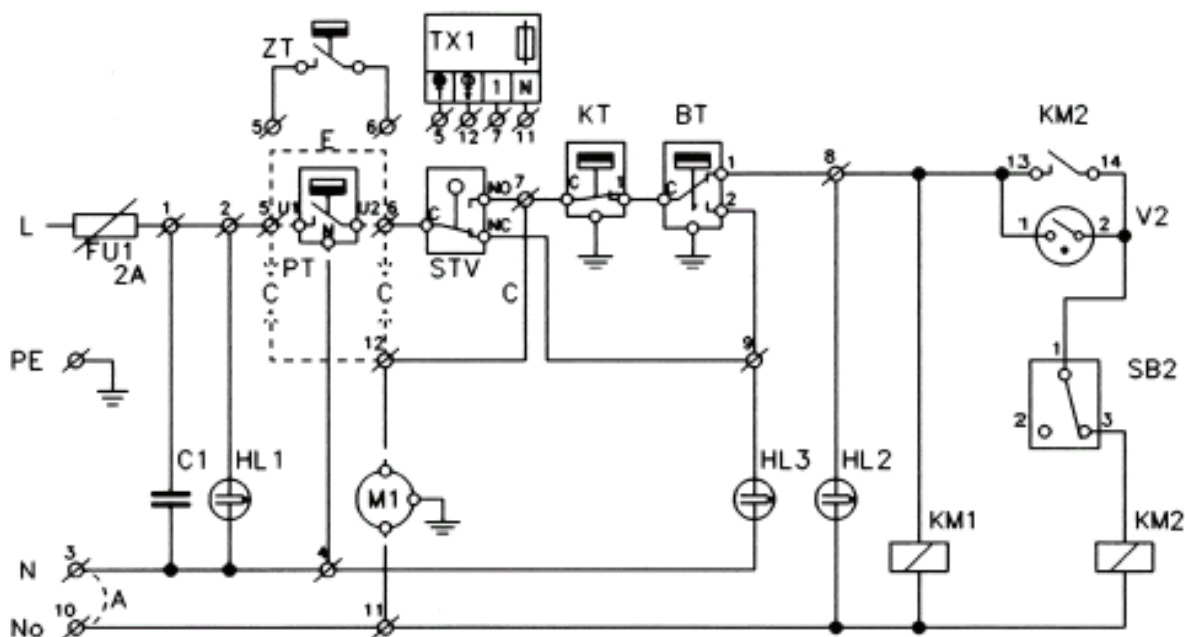 ZT
TX1
1 N
5 12 7 11
5 6
E
KT BT KM2
L
FU1
2A
1 2 5 U1 N U2 6
PT
C NO NC
STV
7
C 1
C 1 2
8
13 14
1 2
V2
C C C
12
9
PE
1
SB2
2 3
C1 HL1
M1
HL3 HL2
KM1 KM2
N 3 4
A
No 10 11